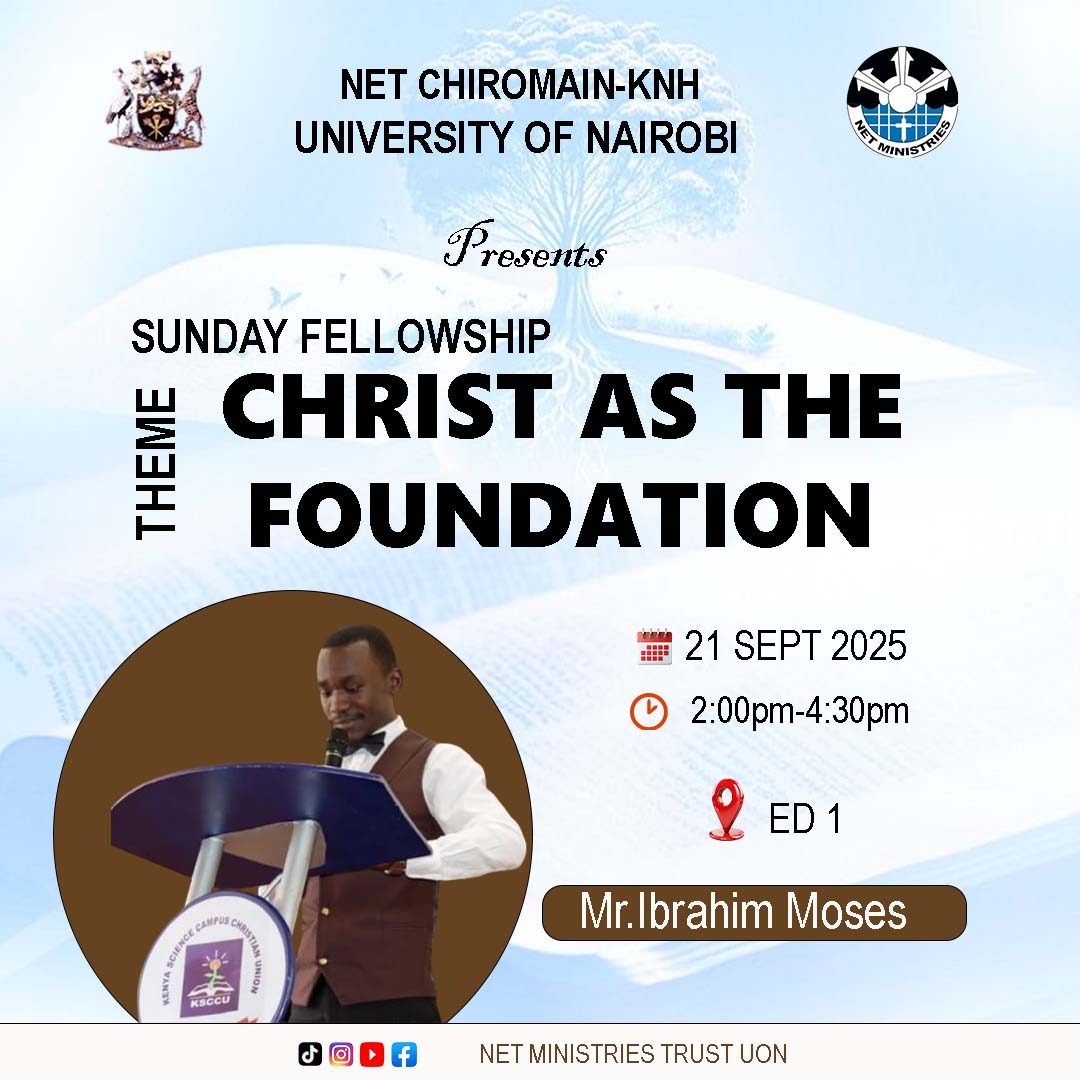 NET CHIROMAIN-KNH
UNIVERSITY OF NAIROBI
NET MINISTRIES
Presents
SUNDAY FELLOWSHIP
THEME
CHRIST AS THE
FOUNDATION
21 SEPT 2025
2:00pm-4:30pm
ED 1
Mr.Ibrahim Moses
KENYA SCIENCE CAMPUS CHRISTIAN UNION
KSCCU
NET MINISTRIES TRUST UON